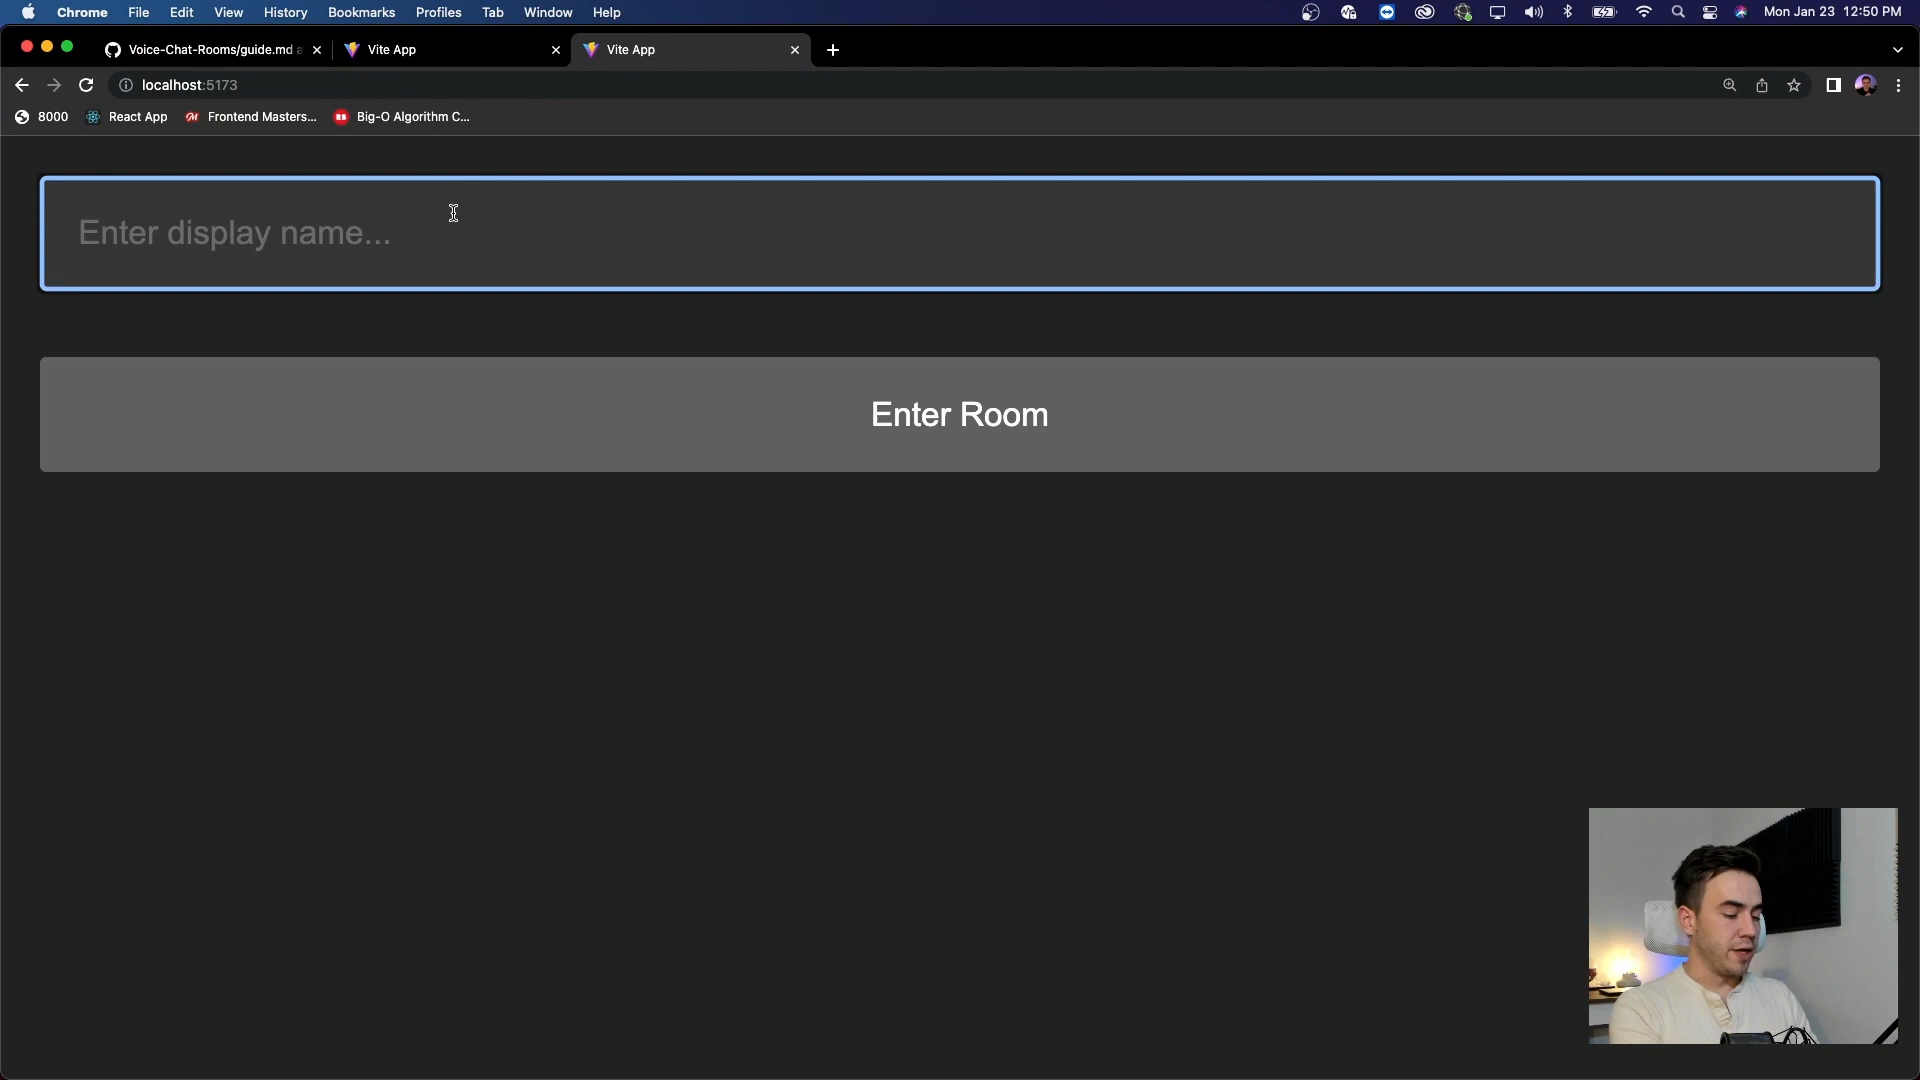 Chrome File Edit View History Bookmarks Profiles Tab Window Help Mon Jan 23 12:50 PM
Voice-Chat-Rooms/guide.md a Vite App Vite App
localhost:5173
8000 React App Frontend Masters... Big-O Algorithm C...
Enter display name...
Enter Room